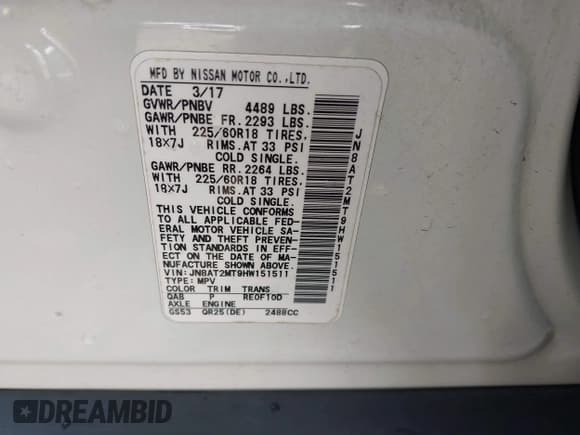 MFD BY NISSAN MOTOR CO.,LTD.
DATE 3/17
GVWR/PNBV 4489 LBS.
GAWR/PNBE FR. 2293 LBS.
WITH 225/60R18 TIRES,
18X7J RIMS. AT 33 PSI
COLD SINGLE.
GAWR/PNBE RR. 2264 LBS.
WITH 225/60R18 TIRES,
18X7J RIMS. AT 33 PSI
COLD SINGLE.
THIS VEHICLE CONFORMS
TO ALL APPLICABLE FED-
ERAL MOTOR VEHICLE SA-
FETY AND THEFT PREVEN-
TION STANDARDS IN EFF-
ECT ON THE DATE OF MA-
NUFACTURE SHOWN ABOVE.
VIN: JN8AT2MT9HW151511
TYPE: MPV
COLOR TRIM TRANS
QAB P RE0F10D
AXLE ENGINE
GS53 QR25(DE) 2488CC
JN8AT2MT9HW151511
DREAMBID